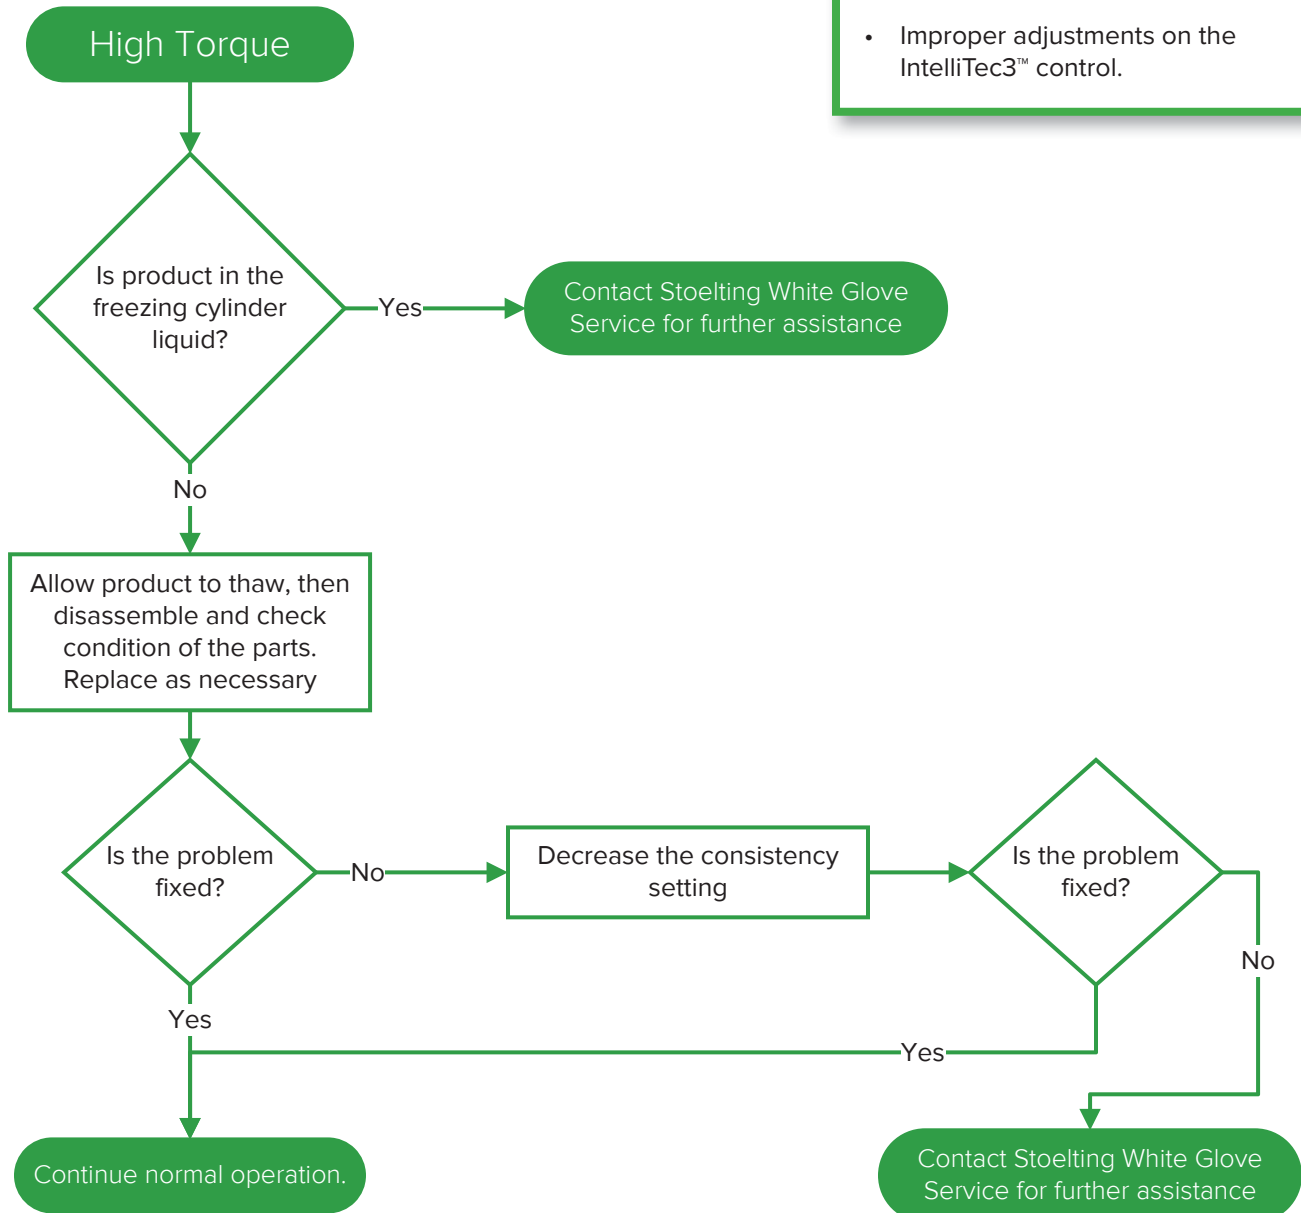 High Torque
• Improper adjustments on the
IntelliTec3™ control.
Is product in the
freezing cylinder
liquid?
Yes
Contact Stoelting White Glove
Service for further assistance
No
Allow product to thaw, then
disassemble and check
condition of the parts.
Replace as necessary
Is the problem
fixed?
No
Decrease the consistency
setting
Is the problem
fixed?
No
Yes
Yes
Continue normal operation.
Contact Stoelting White Glove
Service for further assistance